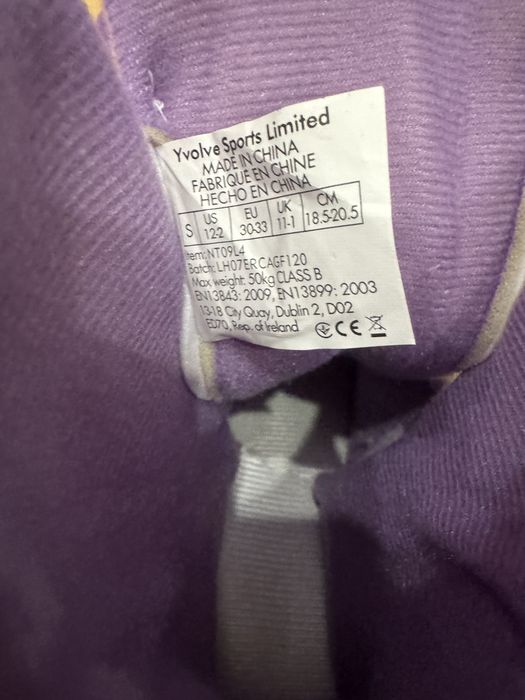 Yvolve Sports Limited
MADE IN CHINA
FABRIQUE EN CHINE
HECHO EN CHINA
S US EU UK CM
12-2 30-33 11-1 18.5-20.5
Item: NT09L4
Batch: LH07ERCAGF120
Max weight: 50kg CLASS B
EN13843: 2009, EN13899: 2003
13-18 City Quay, Dublin 2, D02
ED70, Rep. of Ireland CE